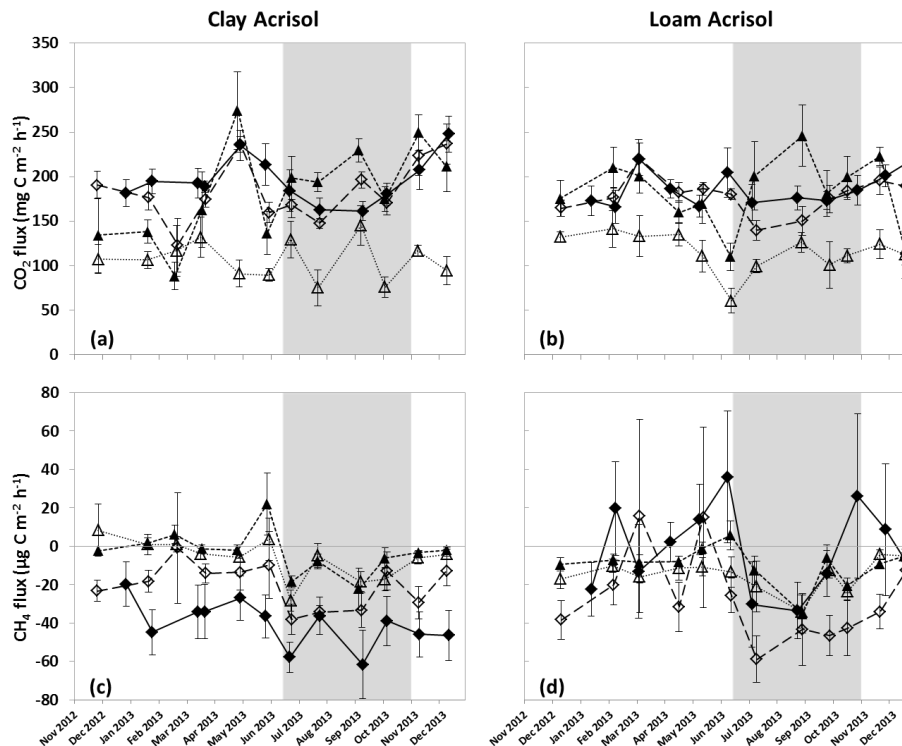 Clay Acrisol
Loam Acrisol
CO2 flux (mg C m-2 h-1)
350
300
250
200
150
100
50
0
(a)
(b)
CH4 flux (µg C m-2 h-1)
80
60
40
20
0
-20
-40
-60
-80
(c)
(d)
Nov 2012
Dec 2012
Jan 2013
Feb 2013
Mar 2013
Apr 2013
May 2013
Jun 2013
Jul 2013
Aug 2013
Sep 2013
Oct 2013
Nov 2013
Dec 2013
Nov 2012
Dec 2012
Jan 2013
Feb 2013
Mar 2013
Apr 2013
May 2013
Jun 2013
Jul 2013
Aug 2013
Sep 2013
Oct 2013
Nov 2013
Dec 2013